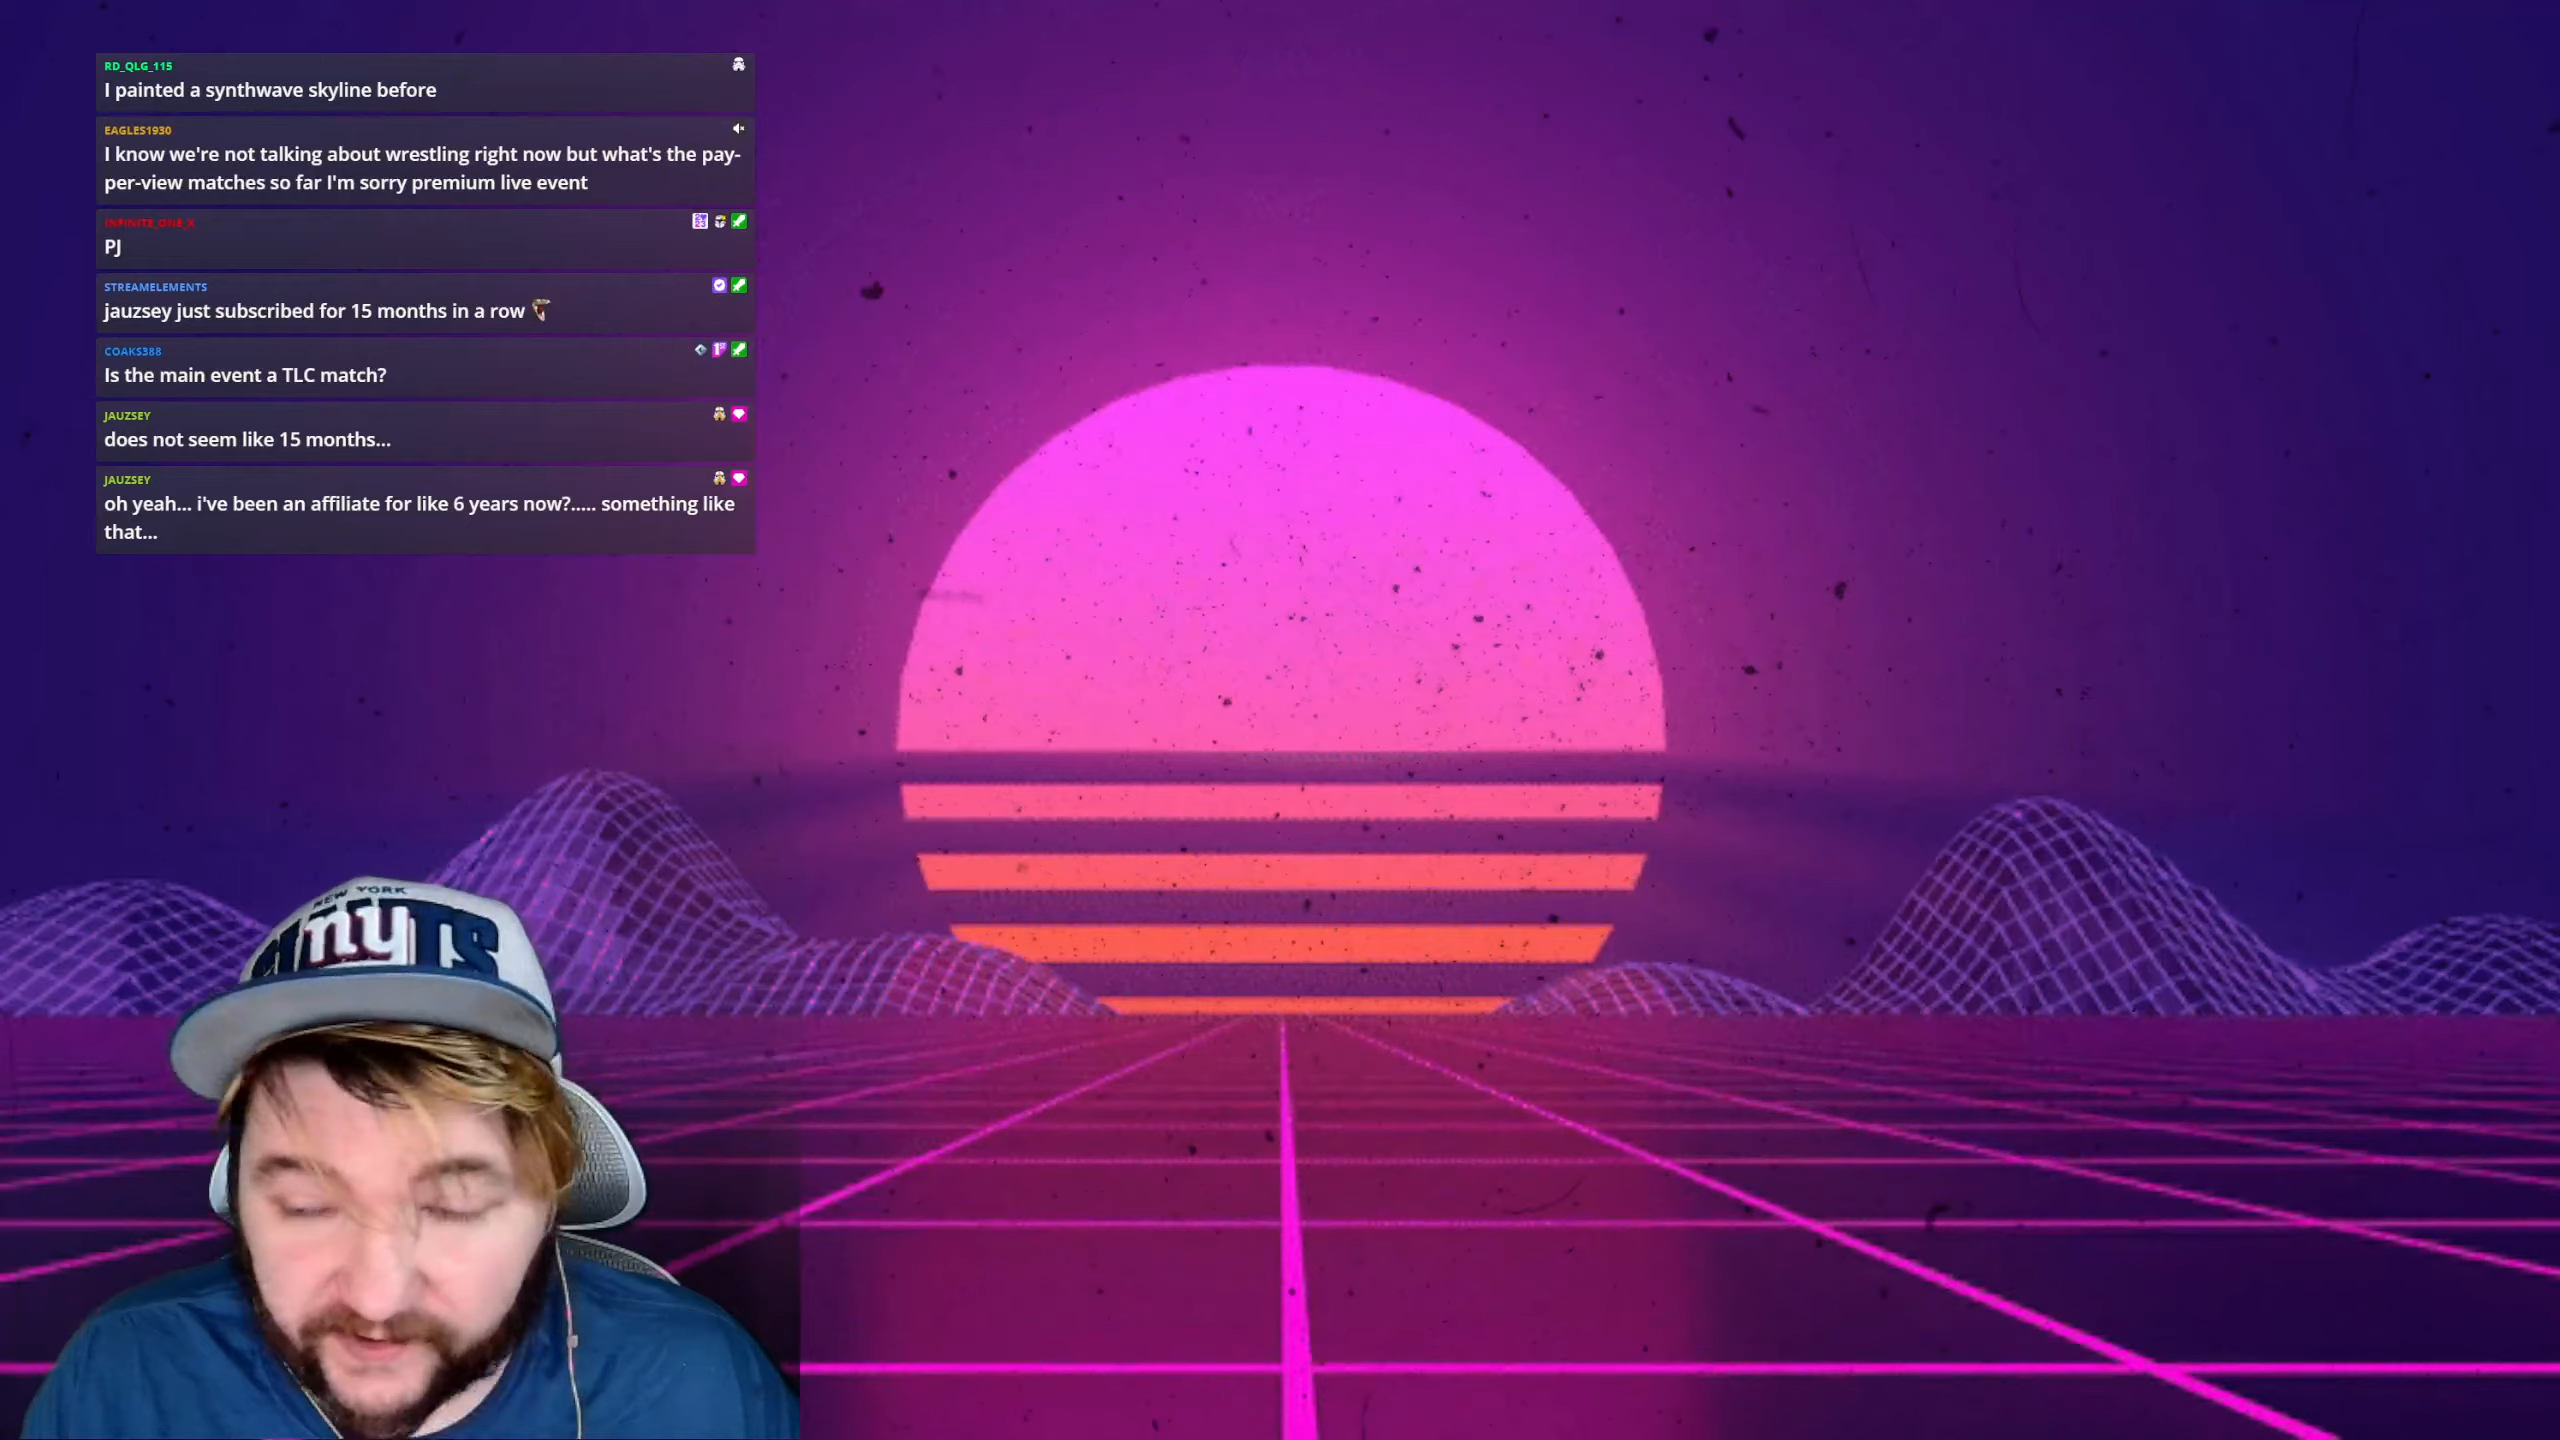 RD_QLG_115
I painted a synthwave skyline before
EAGLES1930
I know we're not talking about wrestling right now but what's the pay-
per-view matches so far I'm sorry premium live event
INFINITE_ONE_X
PJ
STREAMELEMENTS
jauzsey just subscribed for 15 months in a row
COAKS388
Is the main event a TLC match?
JAUZSEY
does not seem like 15 months...
JAUZSEY
oh yeah... i've been an affiliate for like 6 years now?..... something like
that...
NEW YORK
ny